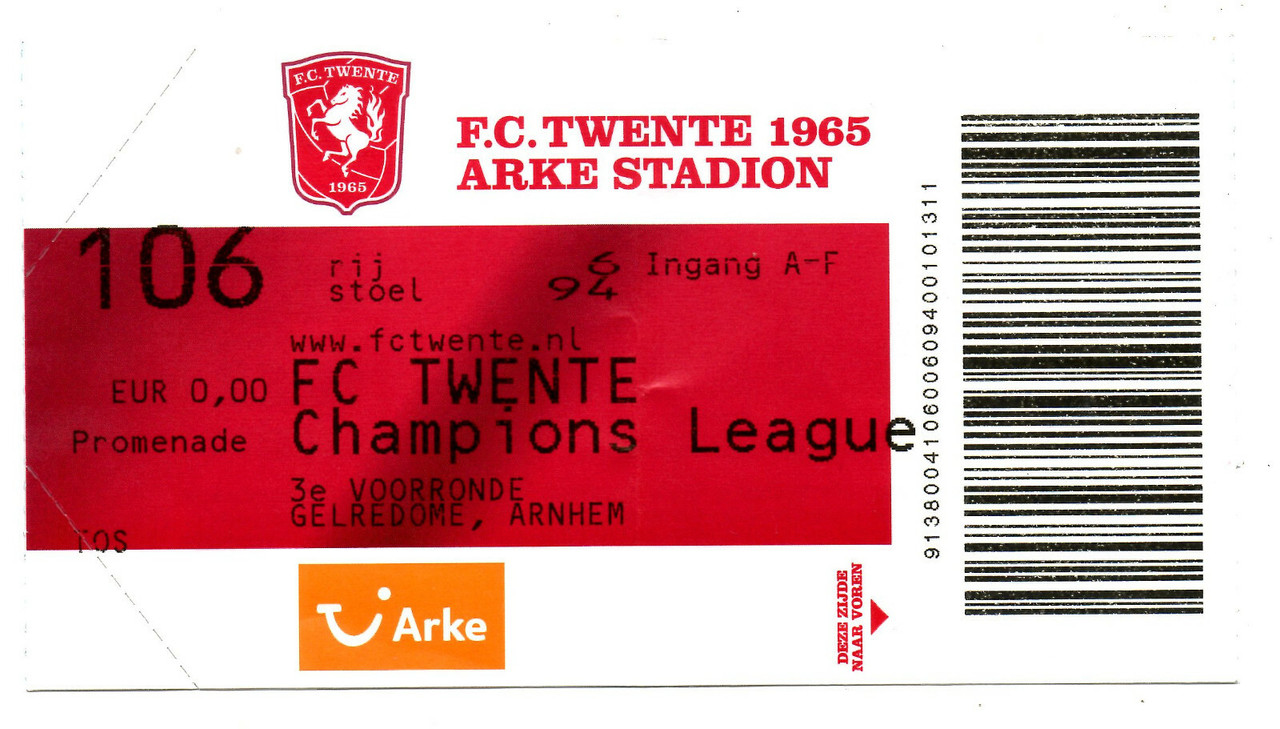 F.C. TWENTE
1965
F.C. TWENTE 1965
ARKE STADION
106
rij 6 Ingang A-F
stoel 94
www.fctwente.nl
EUR 0,00 FC TWENTE
Promenade Champions League
3e VOORRONDE
GELREDOME, ARNHEM
TOS
Arke
DEZE ZIJDE
NAAR VOREN
913800410600609400101311